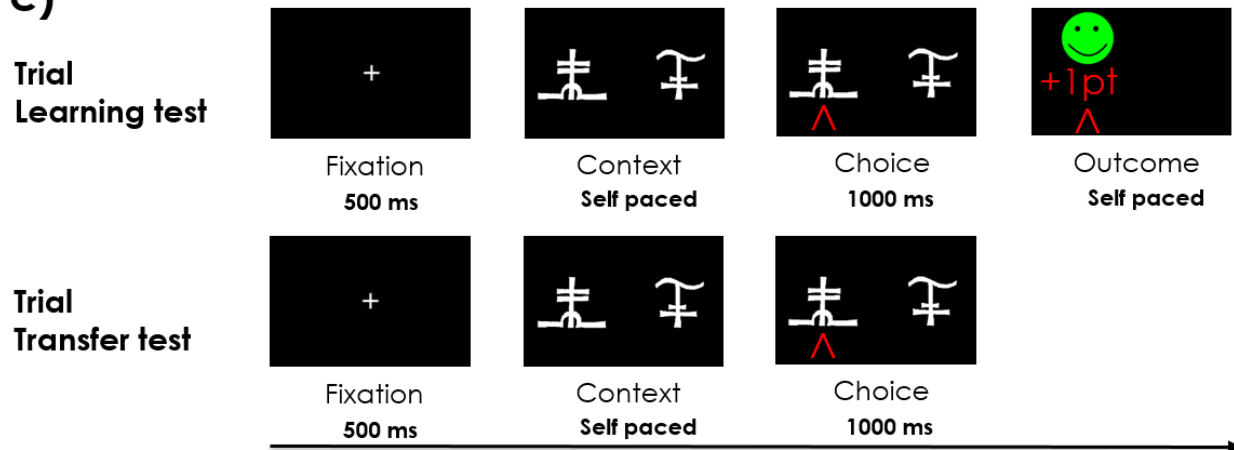 c)
Trial
Learning test
+
+1pt
Fixation
Context
Choice
Outcome
500 ms
Self paced
1000 ms
Self paced
Trial
Transfer test
+
Fixation
Context
Choice
500 ms
Self paced
1000 ms